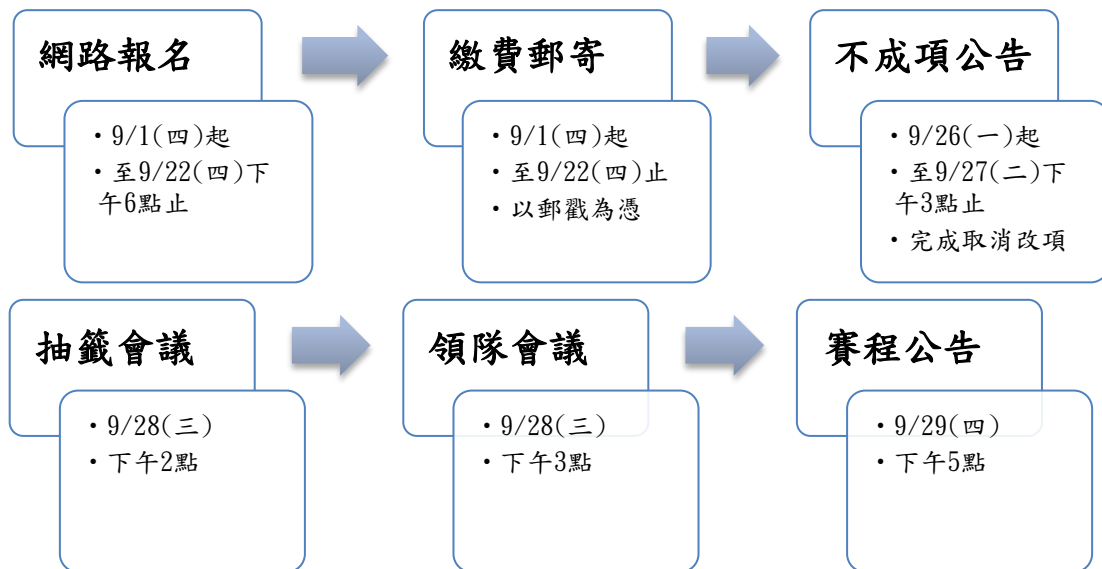 網路報名
・9/1(四)起
・至9/22(四)下
午6點止
繳費郵寄
・9/1(四)起
・至9/22(四)止
・以郵戳為憑
不成項公告
・9/26(一)起
・至9/27(二)下
午3點止
・完成取消改項
抽籤會議
・9/28(三)
・下午2點
領隊會議
・9/28(三)
・下午3點
賽程公告
・9/29(四)
・下午5點